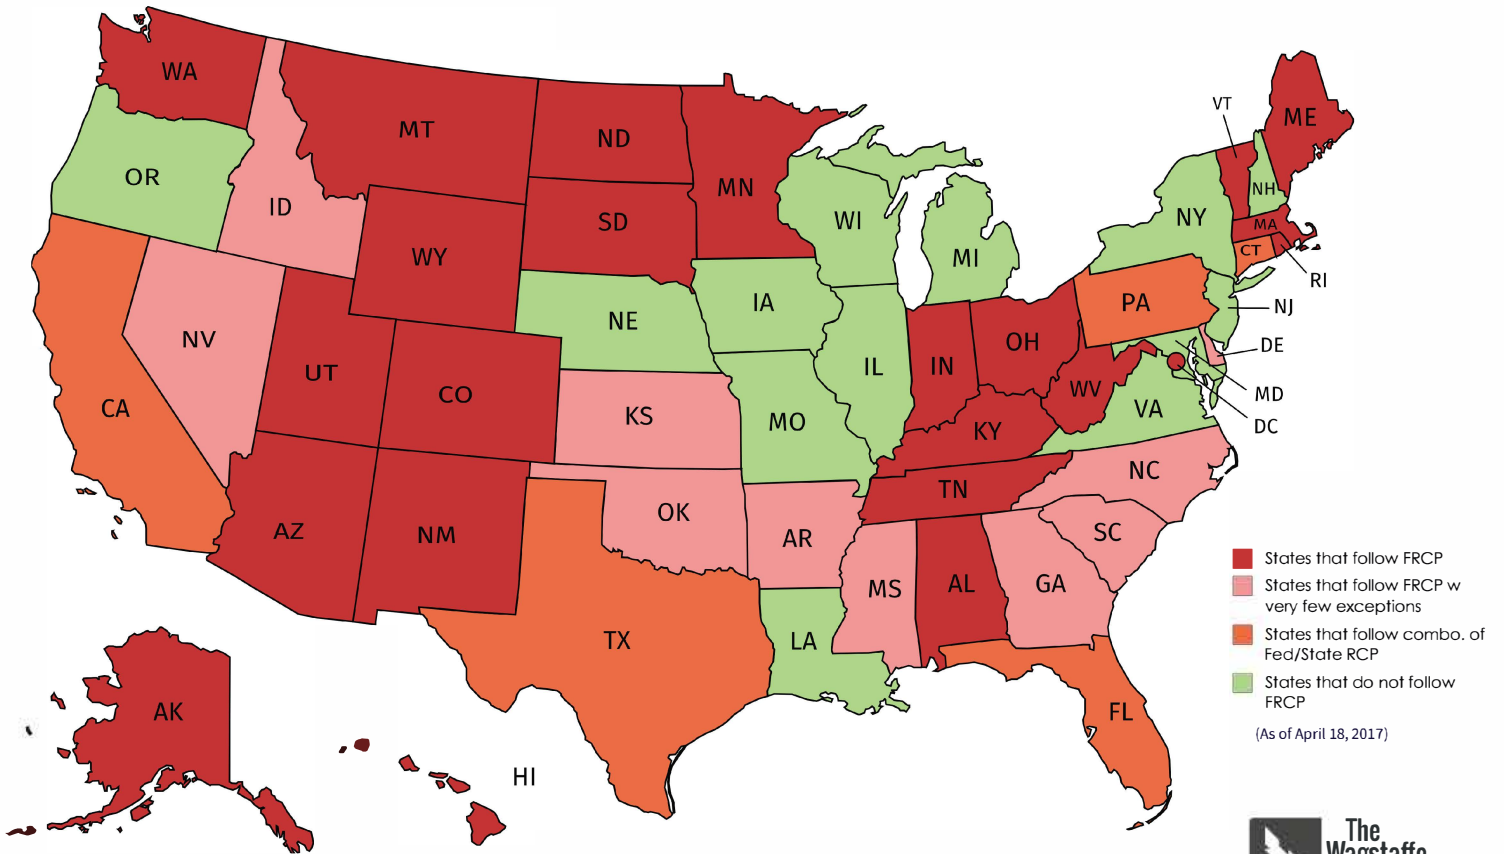 WA
MT
ND
MN
OR
ID
WY
SD
WI
MI
NY
VT
NH
ME
MA
CT
RI
NJ
PA
DE
MD
DC
NV
UT
CO
NE
IA
IL
IN
OH
WV
VA
CA
KS
MO
KY
AZ
NM
OK
AR
TN
NC
SC
MS
AL
GA
TX
LA
FL
AK
HI
States that follow FRCP
States that follow FRCP w
very few exceptions
States that follow combo. of
Fed/State RCP
States that do not follow
FRCP
(As of April 18, 2017)
The
Wagstaffe